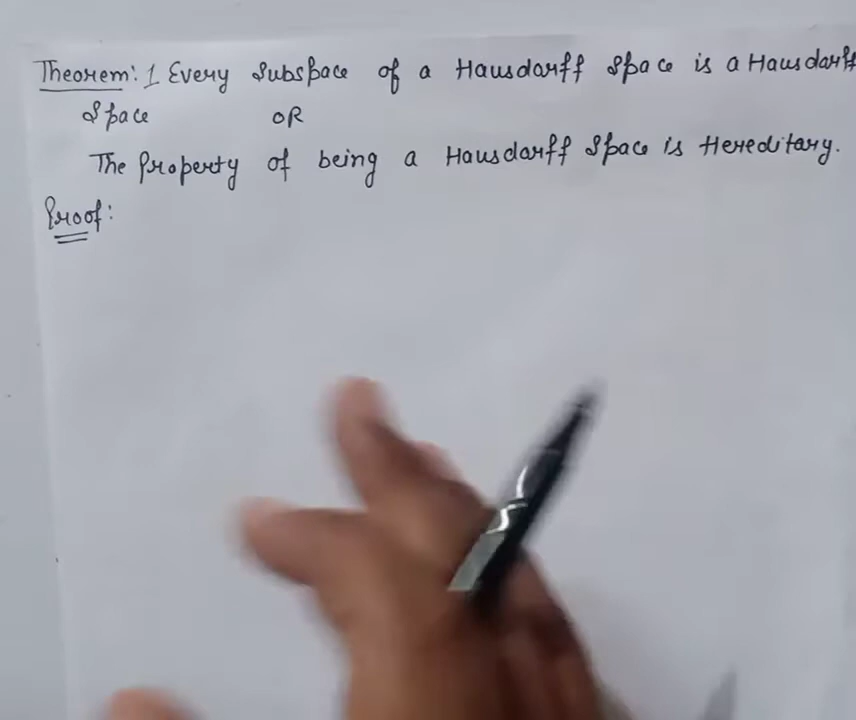 Theorem: 1 Every Subspace of a Hausdorff Space is a Hausdorff
Space OR
The Property of being a Hausdorff Space is Hereditary.
Proof: